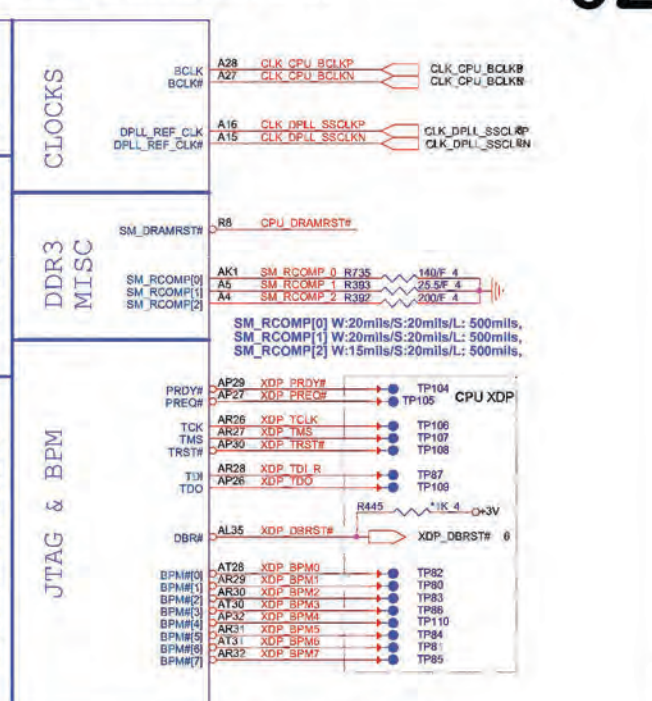 CLOCKS
BCLK A28 CLK_CPU_BCLKP CLK_CPU_BCLKP
BCLK# A27 CLK_CPU_BCLKN CLK_CPU_BCLKN
DPLL_REF_CLK A16 CLK_DPLL_SSCLKP CLK_DPLL_SSCLKP
DPLL_REF_CLK# A15 CLK_DPLL_SSCLKN CLK_DPLL_SSCLKN
DDR3
MISC
SM_DRAMRST# R8 CPU_DRAMRST#
SM_RCOMP[0] AK1 SM_RCOMP_0 R735 140/F_4
SM_RCOMP[1] A5 SM_RCOMP_1 R393 25.5/F_4
SM_RCOMP[2] A4 SM_RCOMP_2 R392 200/F_4
SM_RCOMP[0] W:20mils/S:20mils/L: 500mils,
SM_RCOMP[1] W:20mils/S:20mils/L: 500mils,
SM_RCOMP[2] W:15mils/S:20mils/L: 500mils,
JTAG & BPM
PRDY# AP29 XDP_PRDY# TP104
PREQ# AP27 XDP_PREQ# TP105 CPU XDP
TCK AR26 XDP_TCLK TP106
TMS AR27 XDP_TMS TP107
TRST# AP30 XDP_TRST# TP108
TDI AR28 XDP_TDI_R TP87
TDO AP26 XDP_TDO TP109
R445 *1K_4 +3V
DBR# AL35 XDP_DBRST# XDP_DBRST# 6
BPM#[0] AT28 XDP_BPM0 TP82
BPM#[1] AR29 XDP_BPM1 TP80
BPM#[2] AR30 XDP_BPM2 TP83
BPM#[3] AT30 XDP_BPM3 TP86
BPM#[4] AP32 XDP_BPM4 TP110
BPM#[5] AR31 XDP_BPM5 TP84
BPM#[6] AT31 XDP_BPM6 TP81
BPM#[7] AR32 XDP_BPM7 TP85